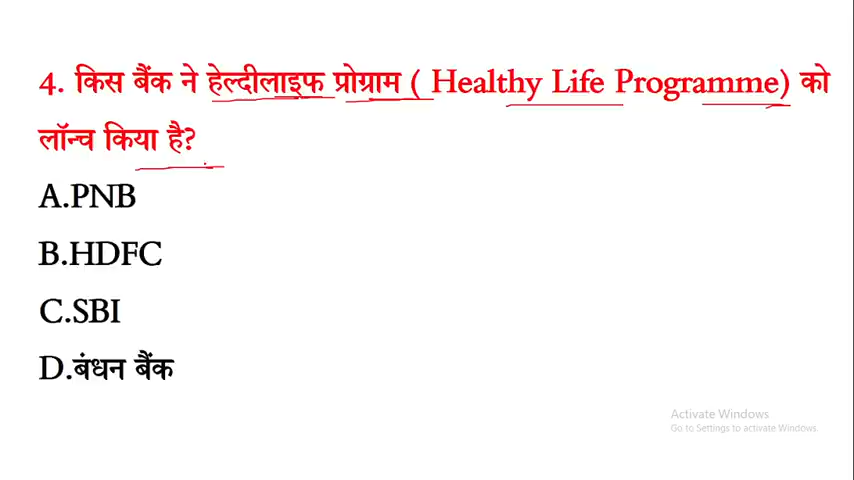 4. किस बैंक ने हेल्दीलाइफ प्रोग्राम ( Healthy Life Programme) को
लॉन्च किया है?
A.PNB
B.HDFC
C.SBI
D.बंधन बैंक
Activate Windows
Go to Settings to activate Windows.